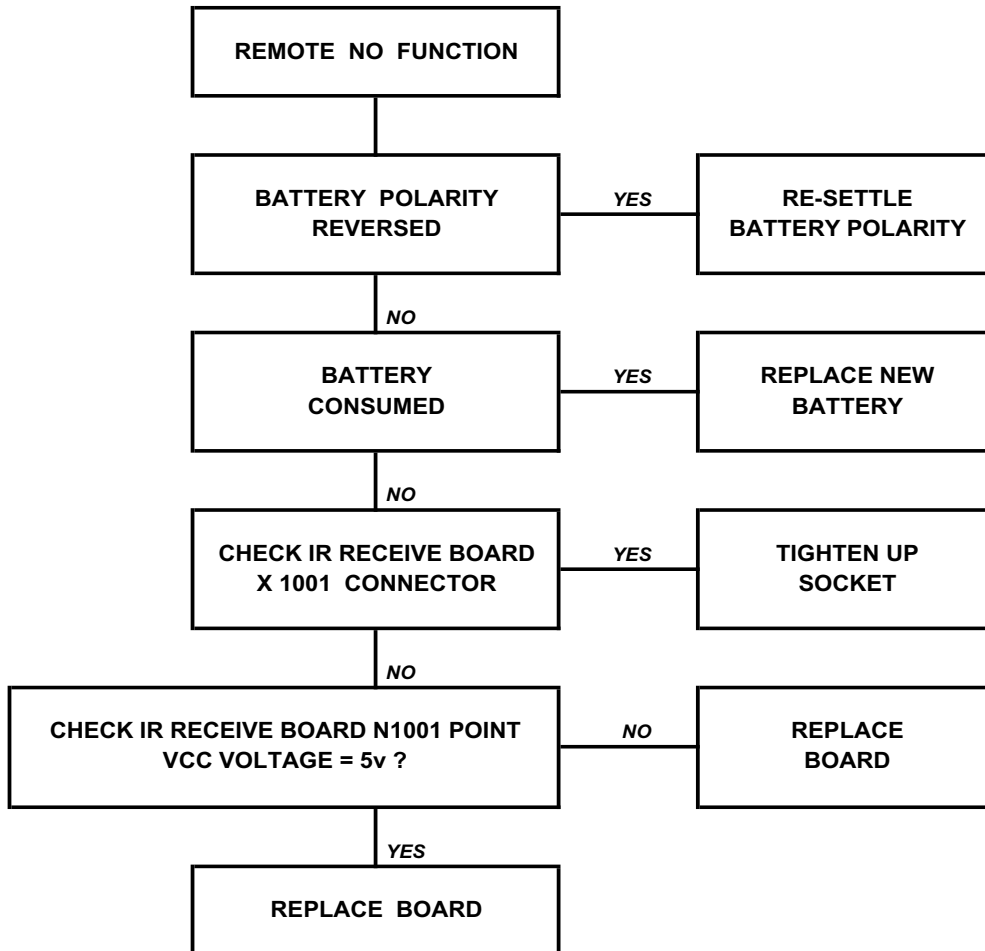 REMOTE NO FUNCTION
BATTERY POLARITY
REVERSED
YES
RE-SETTLE
BATTERY POLARITY
NO
BATTERY
CONSUMED
YES
REPLACE NEW
BATTERY
NO
CHECK IR RECEIVE BOARD
X 1001 CONNECTOR
YES
TIGHTEN UP
SOCKET
NO
CHECK IR RECEIVE BOARD N1001 POINT
VCC VOLTAGE = 5v ?
NO
REPLACE
BOARD
YES
REPLACE BOARD